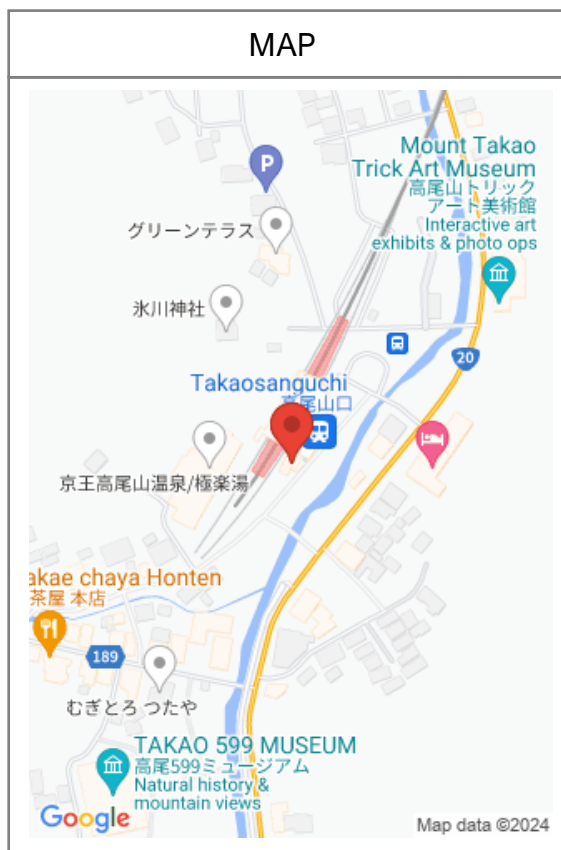 MAP
Mount Takao
Trick Art Museum
高尾山トリック
アート美術館
Interactive art
exhibits & photo ops
P
グリーンテラス
氷川神社
20
Takaosanguchi
高尾山口
京王高尾山温泉/極楽湯
akae chaya Honten
茶屋 本店
189
むぎとろ つたや
TAKAO 599 MUSEUM
高尾599ミュージアム
Natural history &
mountain views
Google
Map data ©2024